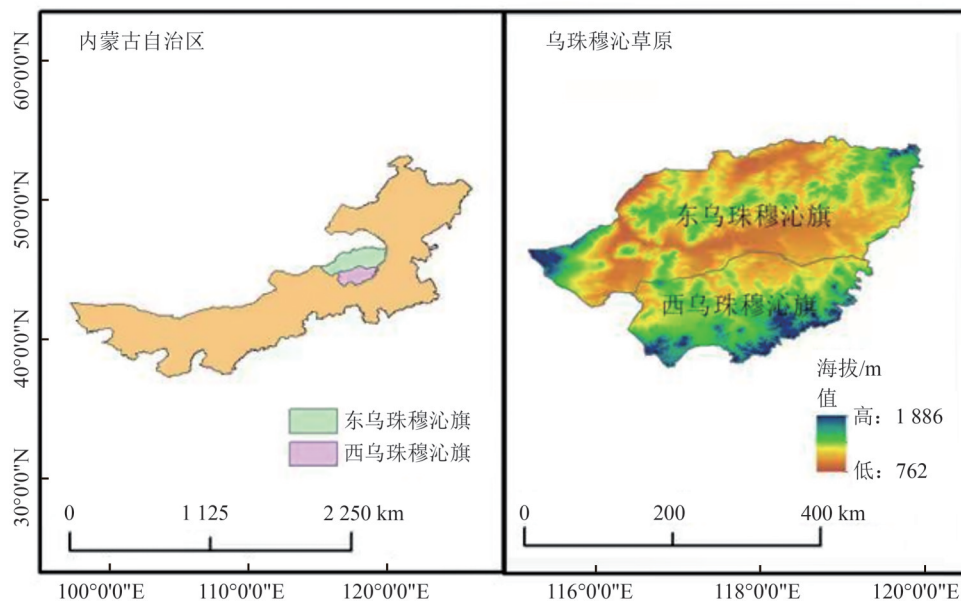 内蒙古自治区
60°0'0"N
50°0'0"N
40°0'0"N
30°0'0"N
东乌珠穆沁旗
西乌珠穆沁旗
0
1 125
2 250 km
100°0'0"E
110°0'0"E
120°0'0"E
乌珠穆沁草原
东乌珠穆沁旗
西乌珠穆沁旗
海拔/m
值
高：1 886
低：762
0
200
400 km
116°0'0"E
118°0'0"E
120°0'0"E